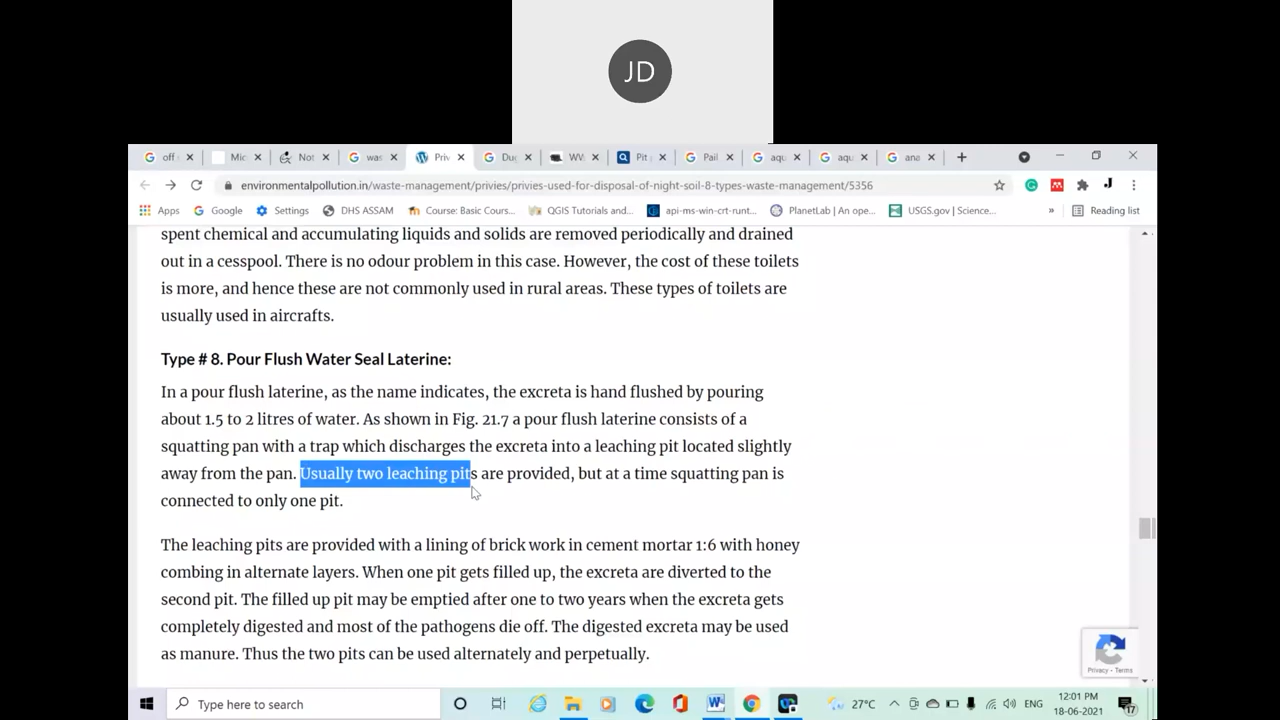 JD
off
Mic
Not
was
Priv
Dug
WV
Pit
Pail
aqu
aqu
ana
environmentalpollution.in/waste-management/privies/privies-used-for-disposal-of-night-soil-8-types-waste-management/5356
J
Apps
Google
Settings
DHS ASSAM
Course: Basic Cours...
QGIS Tutorials and...
api-ms-win-crt-runt...
PlanetLab | An ope...
USGS.gov | Science...
»
Reading list
spent chemical and accumulating liquids and solids are removed periodically and drained
out in a cesspool. There is no odour problem in this case. However, the cost of these toilets
is more, and hence these are not commonly used in rural areas. These types of toilets are
usually used in aircrafts.
Type # 8. Pour Flush Water Seal Laterine:
In a pour flush laterine, as the name indicates, the excreta is hand flushed by pouring
about 1.5 to 2 litres of water. As shown in Fig. 21.7 a pour flush laterine consists of a
squatting pan with a trap which discharges the excreta into a leaching pit located slightly
away from the pan. Usually two leaching pits are provided, but at a time squatting pan is
connected to only one pit.
The leaching pits are provided with a lining of brick work in cement mortar 1:6 with honey
combing in alternate layers. When one pit gets filled up, the excreta are diverted to the
second pit. The filled up pit may be emptied after one to two years when the excreta gets
completely digested and most of the pathogens die off. The digested excreta may be used
as manure. Thus the two pits can be used alternately and perpetually.
Privacy - Terms
Type here to search
27°C
ENG
12:01 PM
18-06-2021
17